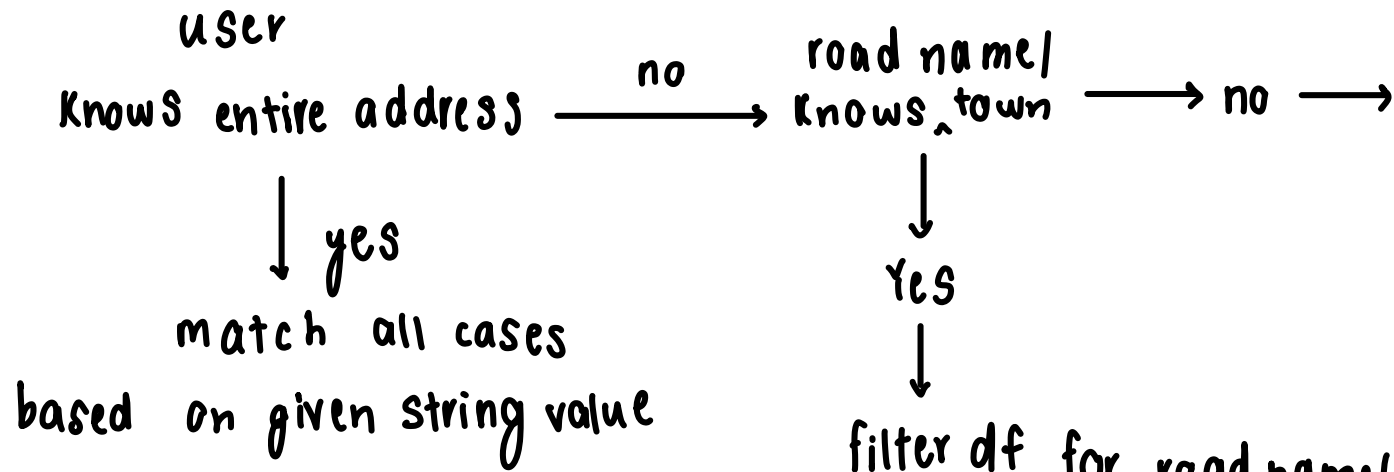 user
knows entire address
no
road name/
knows ^ town
no
yes
Yes
match all cases
based on given string value
filter df for road name/